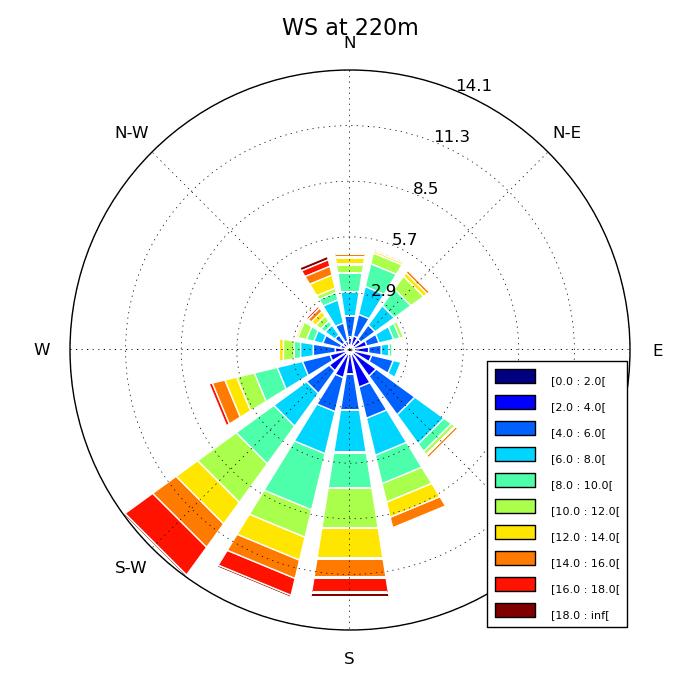 WS at 220m
N
14.1
N-W
N-E
11.3
8.5
5.7
2.9
W
E
[0.0 : 2.0[
[2.0 : 4.0[
[4.0 : 6.0[
[6.0 : 8.0[
[8.0 : 10.0[
[10.0 : 12.0[
[12.0 : 14.0[
[14.0 : 16.0[
[16.0 : 18.0[
[18.0 : inf[
S-W
S